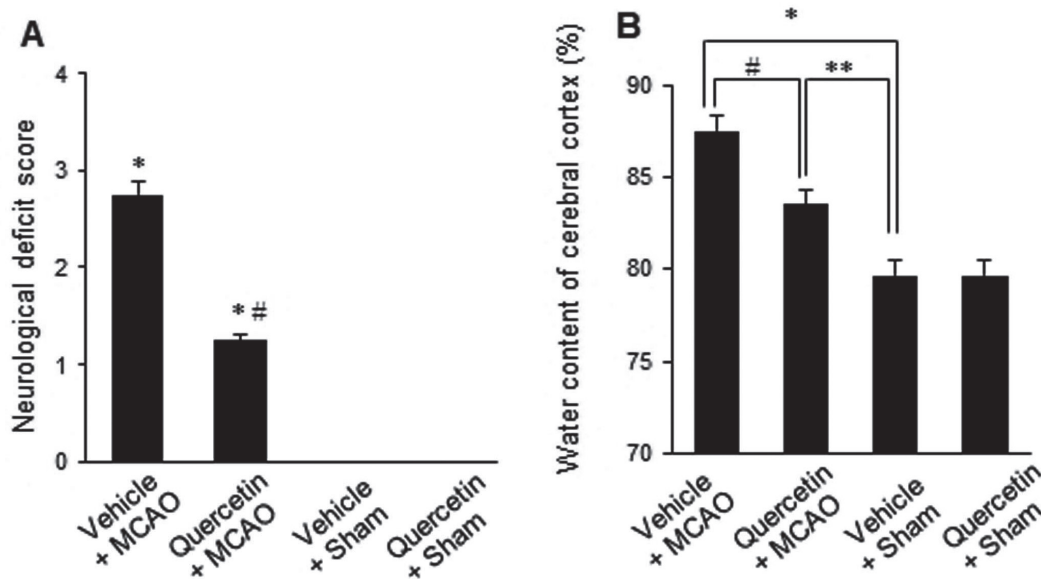 A
Neurological deficit score
4
3
2
1
0
*
* #
Vehicle
+ MCAO
Quercetin
+ MCAO
Vehicle
+ Sham
Quercetin
+ Sham
B
Water content of cerebral cortex (%)
90
85
80
75
70
*
#
**
Vehicle
+ MCAO
Quercetin
+ MCAO
Vehicle
+ Sham
Quercetin
+ Sham